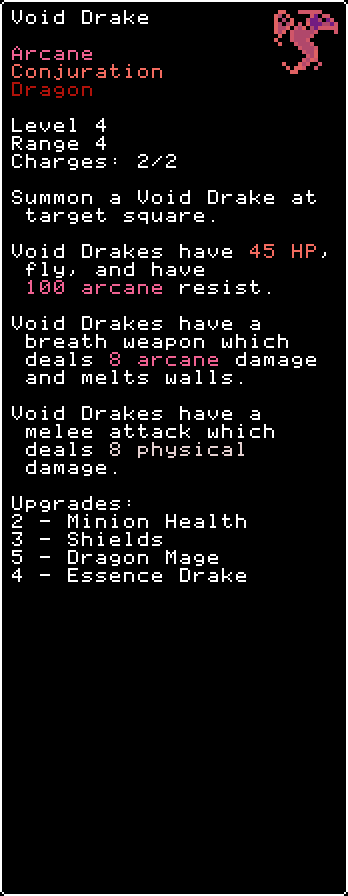 Void Drake
Arcane
Conjuration
Dragon
Level 4
Range 4
Charges: 2/2
Summon a Void Drake at
target square.
Void Drakes have 45 HP,
fly, and have
100 arcane resist.
Void Drakes have a
breath weapon which
deals 8 arcane damage
and melts walls.
Void Drakes have a
melee attack which
deals 8 physical
damage.
Upgrades:
2 - Minion Health
3 - Shields
5 - Dragon Mage
4 - Essence Drake